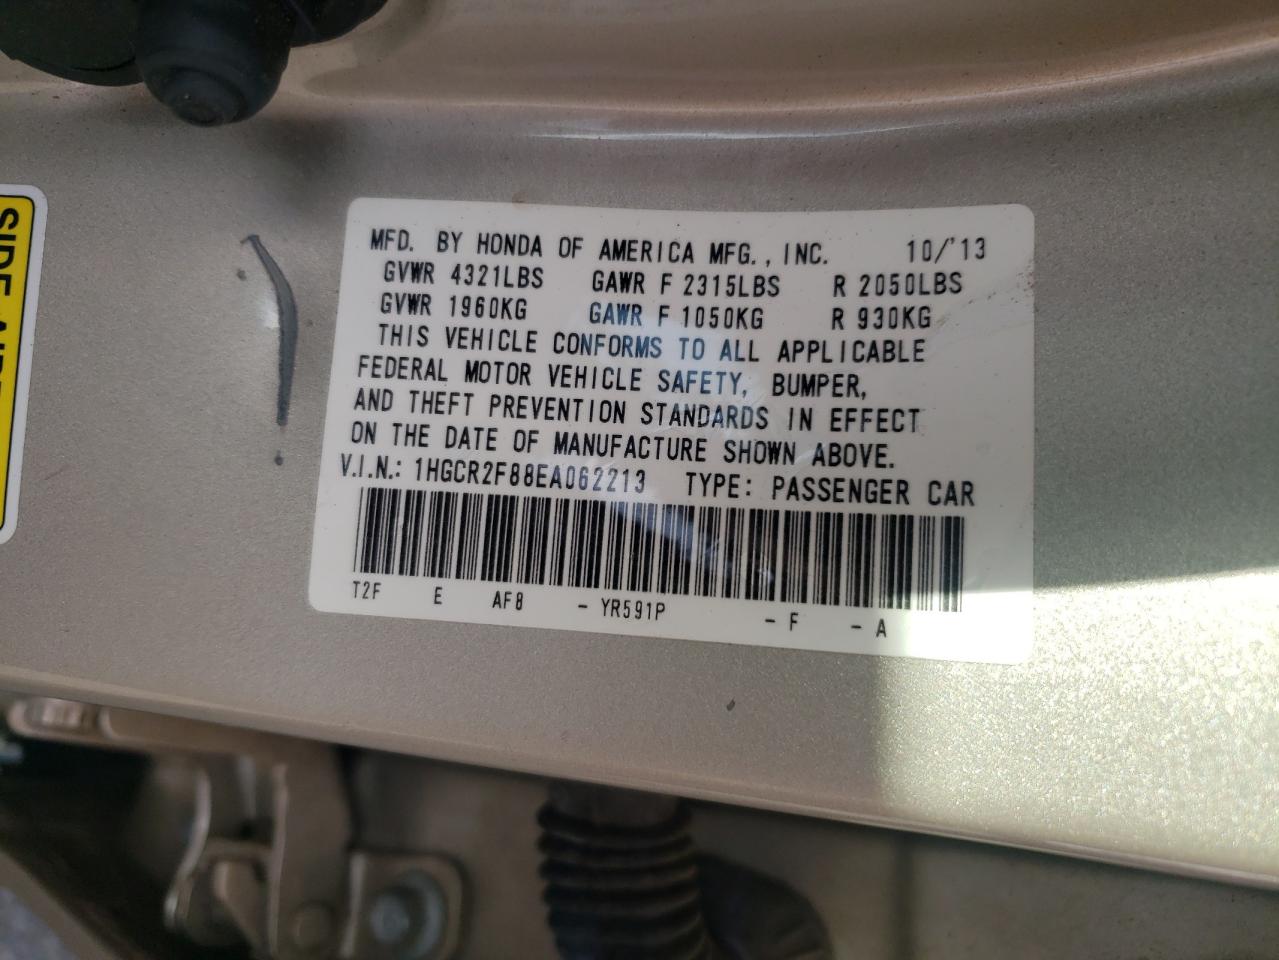 MFD. BY HONDA OF AMERICA MFG., INC. 10/'13
GVWR 4321LBS GAWR F 2315LBS R 2050LBS
GVWR 1960KG GAWR F 1050KG R 930KG
THIS VEHICLE CONFORMS TO ALL APPLICABLE
FEDERAL MOTOR VEHICLE SAFETY, BUMPER,
AND THEFT PREVENTION STANDARDS IN EFFECT
ON THE DATE OF MANUFACTURE SHOWN ABOVE.
V.I.N.: 1HGCR2F88EA062213 TYPE: PASSENGER CAR
T2F E AF8 - YR591P - F - A
SIDE